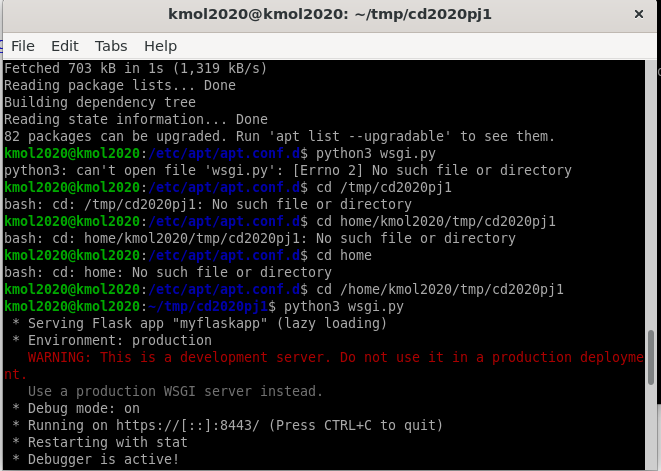 kmol2020@kmol2020: ~/tmp/cd2020pj1 ×
File Edit Tabs Help
Fetched 703 kB in 1s (1,319 kB/s)
Reading package lists... Done
Building dependency tree
Reading state information... Done
82 packages can be upgraded. Run 'apt list --upgradable' to see them.
kmol2020@kmol2020:/etc/apt/apt.conf.d$ python3 wsgi.py
python3: can't open file 'wsgi.py': [Errno 2] No such file or directory
kmol2020@kmol2020:/etc/apt/apt.conf.d$ cd /tmp/cd2020pj1
bash: cd: /tmp/cd2020pj1: No such file or directory
kmol2020@kmol2020:/etc/apt/apt.conf.d$ cd home/kmol2020/tmp/cd2020pj1
bash: cd: home/kmol2020/tmp/cd2020pj1: No such file or directory
kmol2020@kmol2020:/etc/apt/apt.conf.d$ cd home
bash: cd: home: No such file or directory
kmol2020@kmol2020:/etc/apt/apt.conf.d$ cd /home/kmol2020/tmp/cd2020pj1
kmol2020@kmol2020:~/tmp/cd2020pj1$ python3 wsgi.py
 * Serving Flask app "myflaskapp" (lazy loading)
 * Environment: production
   WARNING: This is a development server. Do not use it in a production deployme
nt.
   Use a production WSGI server instead.
 * Debug mode: on
 * Running on https://[::]:8443/ (Press CTRL+C to quit)
 * Restarting with stat
 * Debugger is active!